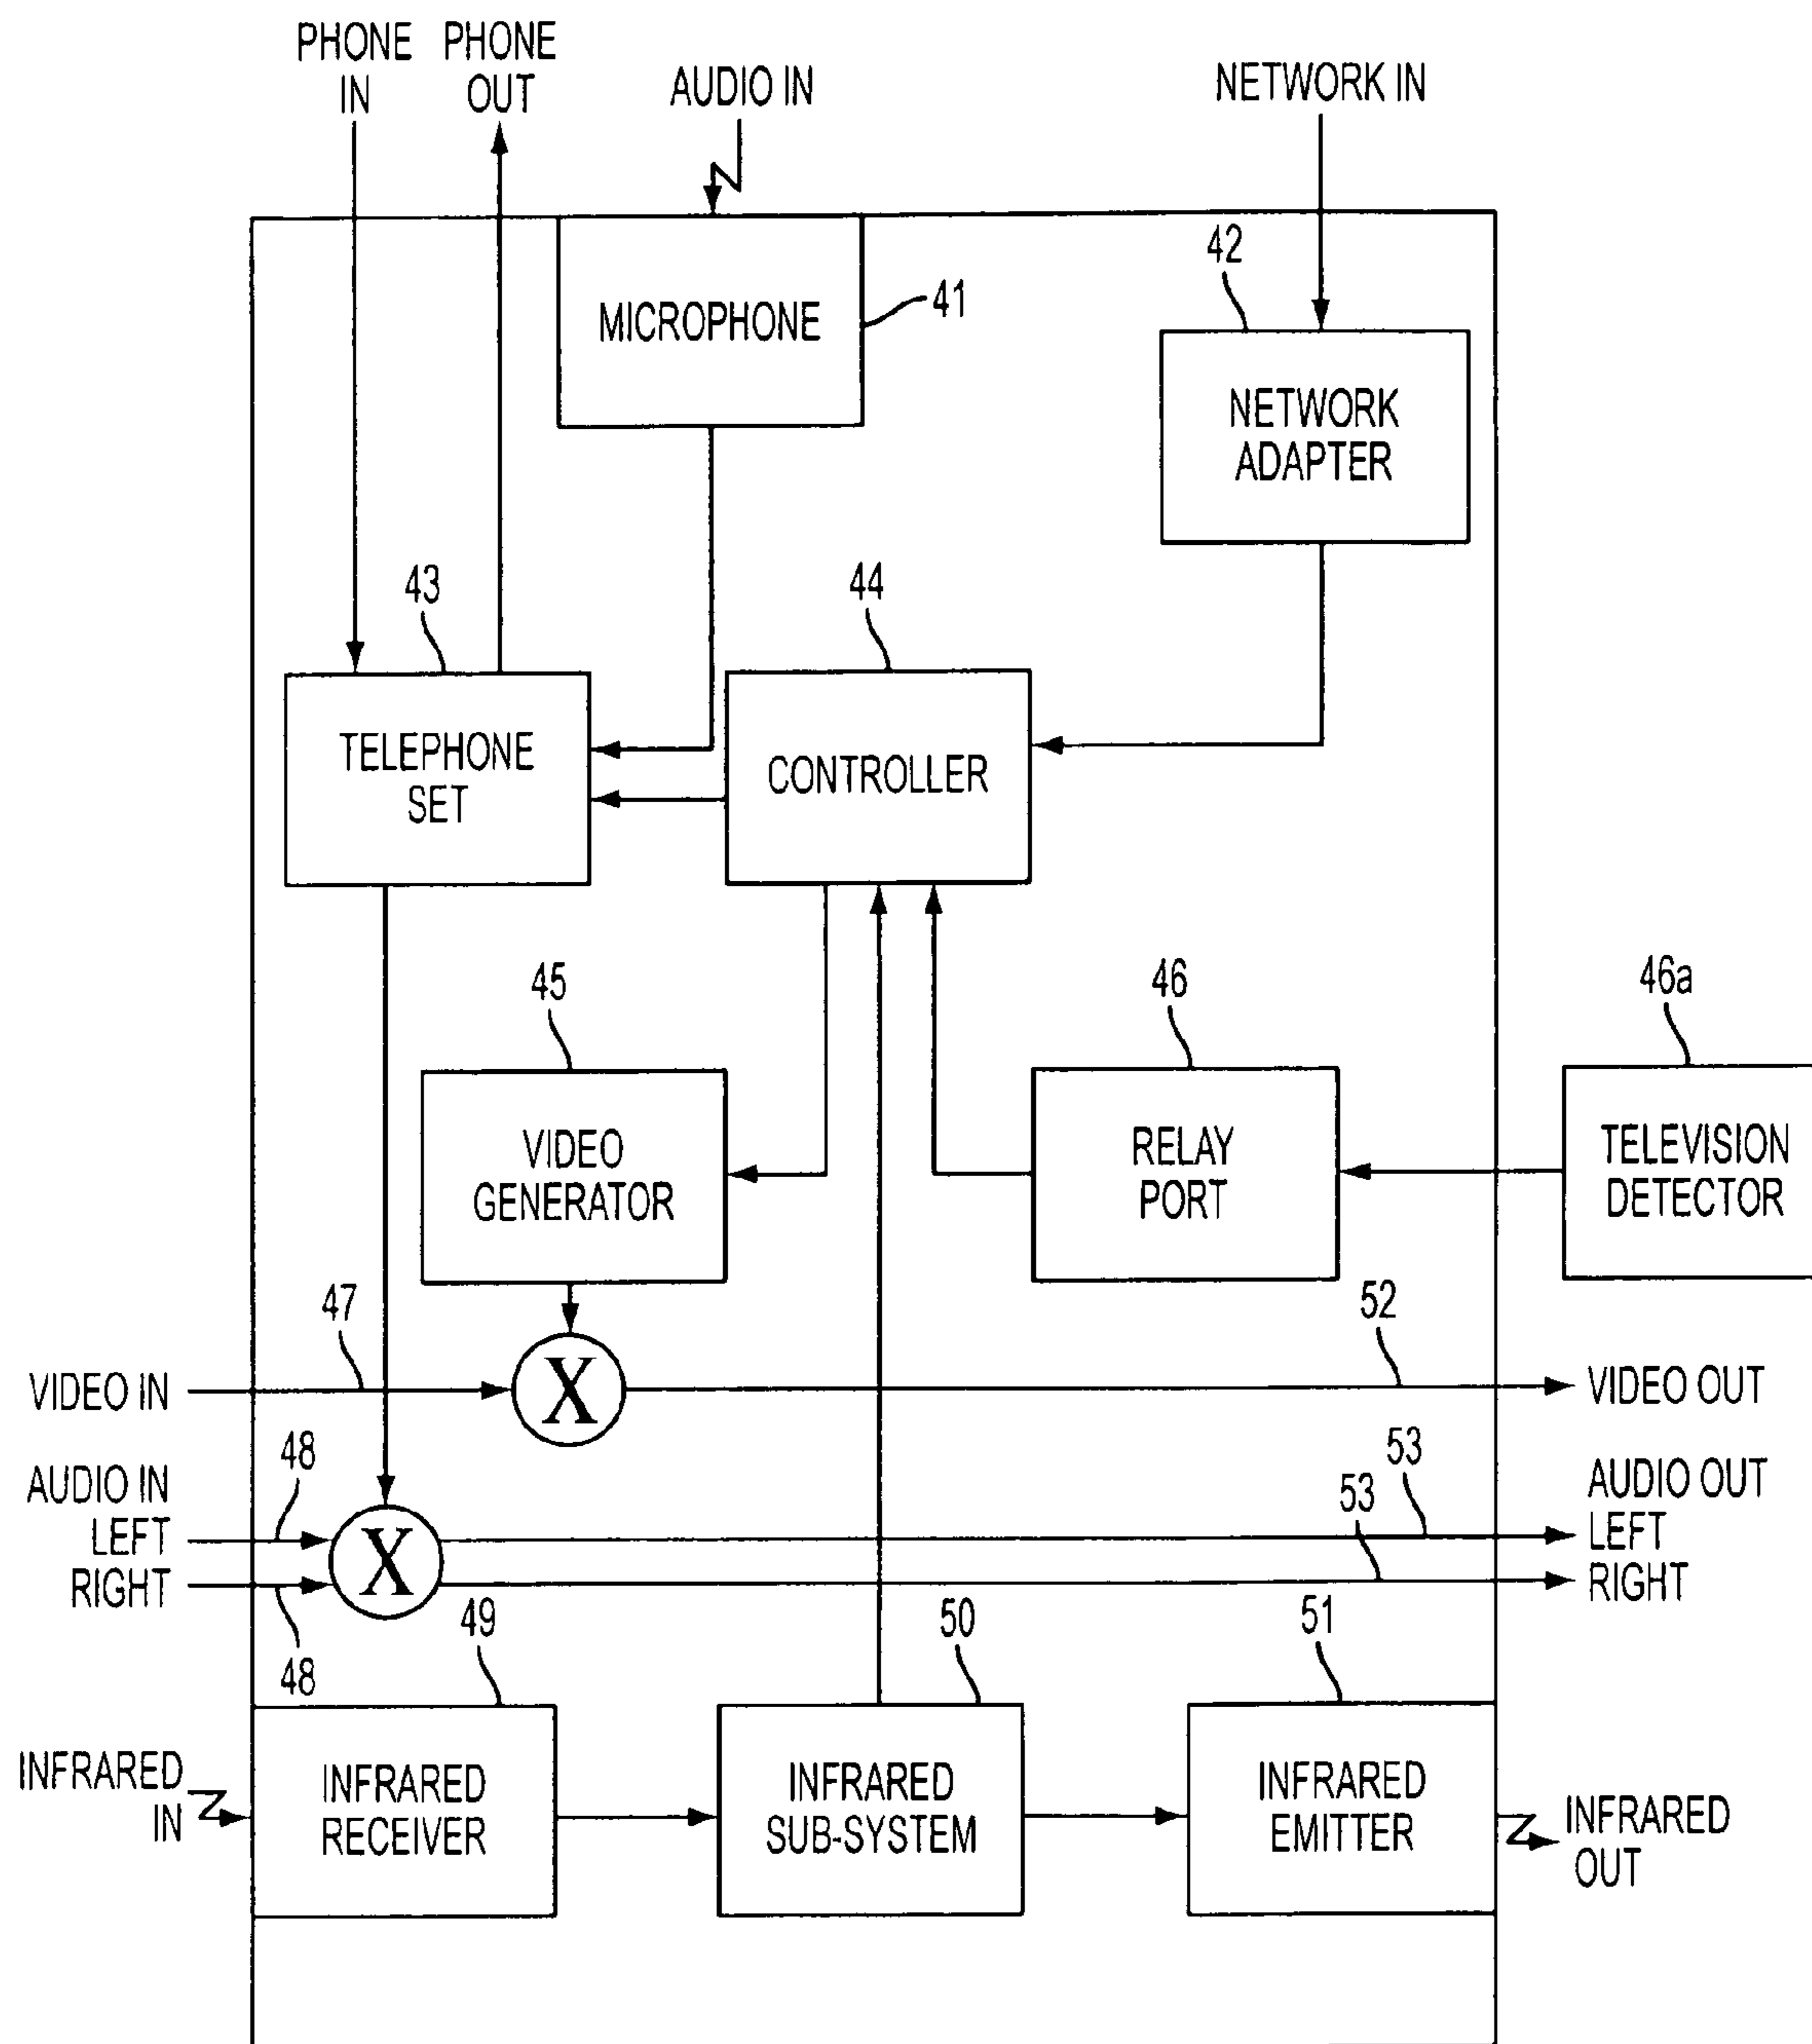 PHONE
IN
PHONE
OUT
AUDIO IN
NETWORK IN
42
MICROPHONE
41
NETWORK
ADAPTER
43
44
TELEPHONE
SET
CONTROLLER
45
46
46a
VIDEO
GENERATOR
RELAY
PORT
TELEVISION
DETECTOR
47
52
VIDEO IN
X
VIDEO OUT
48
53
AUDIO IN
LEFT
RIGHT
X
53
AUDIO OUT
LEFT
RIGHT
48
49
50
51
INFRARED
IN
INFRARED
RECEIVER
INFRARED
SUB-SYSTEM
INFRARED
EMITTER
INFRARED
OUT